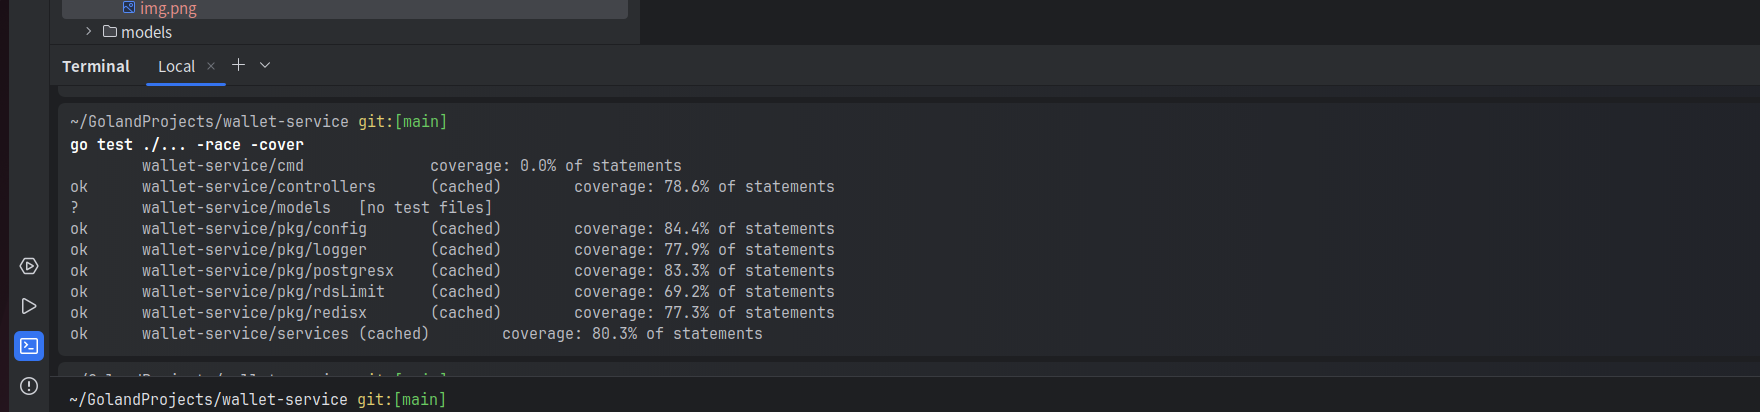 img.png
models
Terminal Local
~/GolandProjects/wallet-service git:[main]
go test ./... -race -cover
wallet-service/cmd coverage: 0.0% of statements
ok wallet-service/controllers (cached) coverage: 78.6% of statements
? wallet-service/models [no test files]
ok wallet-service/pkg/config (cached) coverage: 84.4% of statements
ok wallet-service/pkg/logger (cached) coverage: 77.9% of statements
ok wallet-service/pkg/postgresx (cached) coverage: 83.3% of statements
ok wallet-service/pkg/rdsLimit (cached) coverage: 69.2% of statements
ok wallet-service/pkg/redisx (cached) coverage: 77.3% of statements
ok wallet-service/services (cached) coverage: 80.3% of statements
~/GolandProjects/wallet-service git:[main]